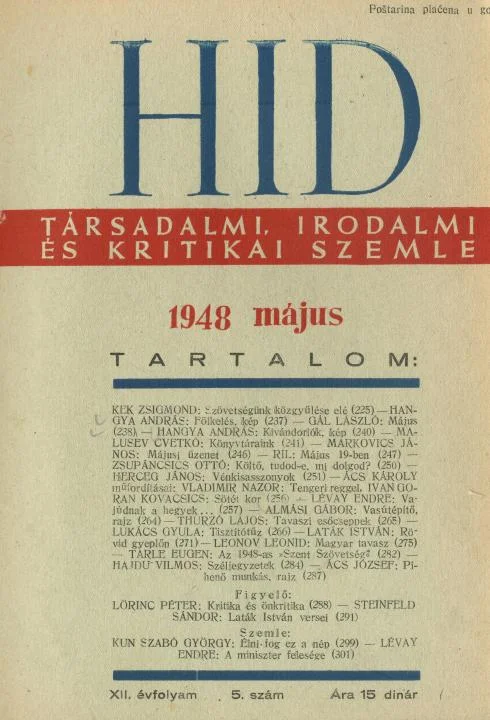 Poštarina plaćena u go
HID
TÁRSADALMI, IRODALMI
ÉS KRITIKAI SZEMLE
1948 május
TARTALOM:
KEK ZSIGMOND: Szövetségünk közgyűlése elé (225) — HAN-
GYA ANDRÁS: Fölkelés, kép (237) — GÁL LÁSZLÓ: Május
(238) — HANGYA ANDRÁS: Kivándorlók, kép (240) — MA-
LUSEV CVETKO: Könyvtáraink (241) — MARKOVICS JÁ-
NOS: Májusi üzenet (246) — RIL: Május 19-ben (247) —
ZSUPÁNCSICS OTTÓ: Költő, tudod-e, mi dolgod? (250) —
HERCEG JÁNOS: Vénkisasszonyok (251) — ÁCS KÁROLY
műfordításai: VLADIMIR NAZOR: Tengeri reggel, IVAN GO-
RAN KOVACSICS: Sötét kor (256) — LÉVAY ENDRE: Va-
júdnak a hegyek... (257) — ALMÁSI GÁBOR: Vasútépítő,
rajz (264) — THURZÓ LAJOS: Tavaszi esőcseppek (265) —
LUKÁCS GYULA: Tisztítótűz (266) — LATÁK ISTVÁN: Rö-
vid gyeplőn (271) — LEONOV LEONID: Magyar tavasz (275)
— TARLE EUGEN: Az 1948-as »Szent Szövetség« (282) —
HAJDU VILMOS: Széljegyzetek (284) — ÁCS JÓZSEF: Pi-
henő munkás, rajz (287)
Figyelő:
LŐRINC PÉTER: Kritika és önkritika (288) — STEINFELD
SÁNDOR: Laták István versei (291)
Szemle:
KUN SZABÓ GYÖRGY: Élni fog ez a nép (299) — LÉVAY
ENDRE: A miniszter felesége (301)
XII. évfolyam 5. szám Ára 15 dinár